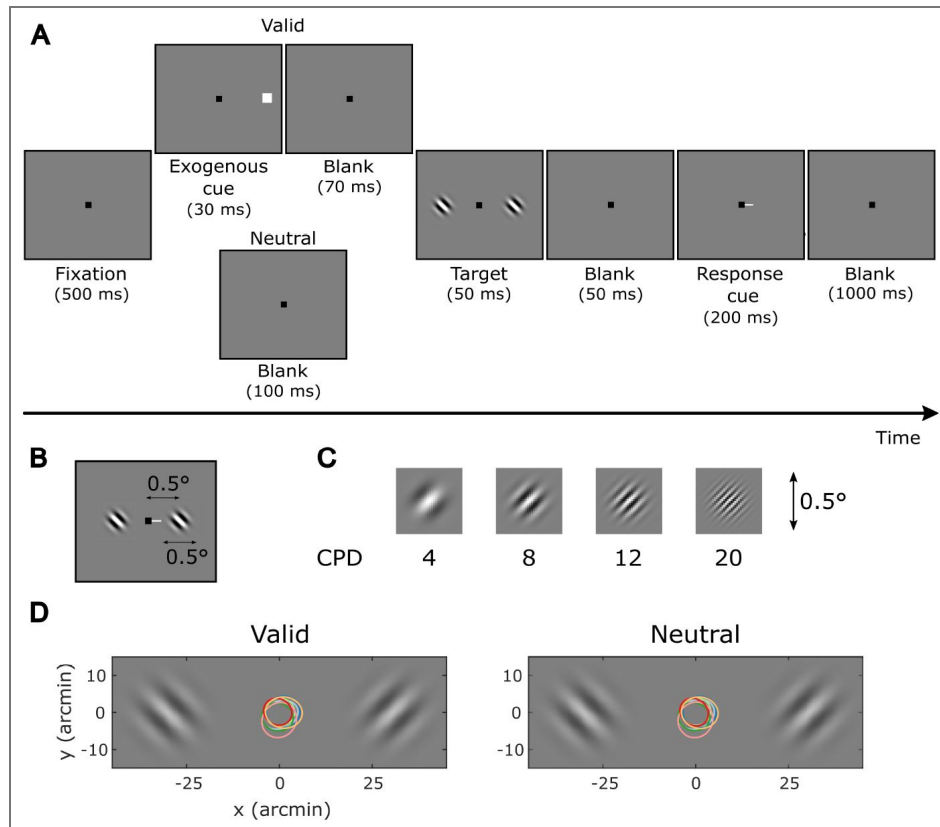 A
Valid
Exogenous
cue
(30 ms)
Blank
(70 ms)
Fixation
(500 ms)
Neutral
Blank
(100 ms)
Target
(50 ms)
Blank
(50 ms)
Response
cue
(200 ms)
Blank
(1000 ms)
Time
B
0.5°
0.5°
C
0.5°
CPD 4 8 12 20
D
Valid
y (arcmin)
10
0
-10
-25 0 25
x (arcmin)
Neutral
10
0
-10
-25 0 25